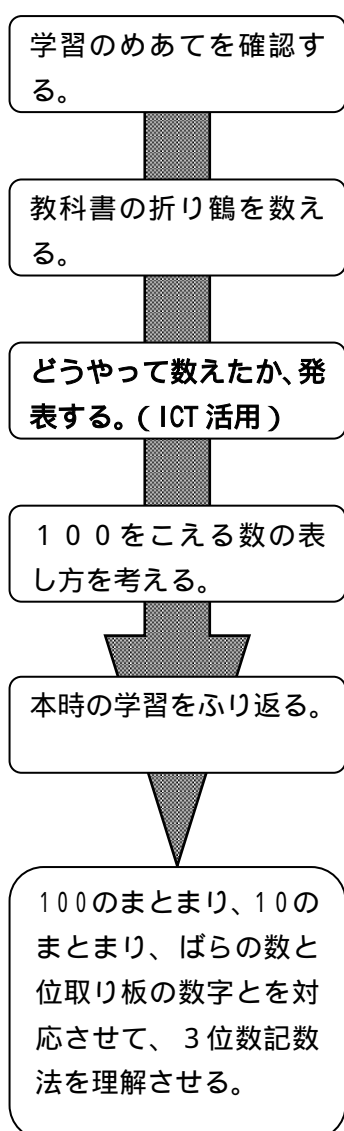 学習のめあてを確認す
る。
教科書の折り鶴を数え
る。
どうやって数えたか、発
表する。（ICT 活用）
１００をこえる数の表
し方を考える。
本時の学習をふり返る。
100のまとまり、10の
まとまり、ばらの数と
位取り板の数字とを対
応させて、３位数記数
法を理解させる。